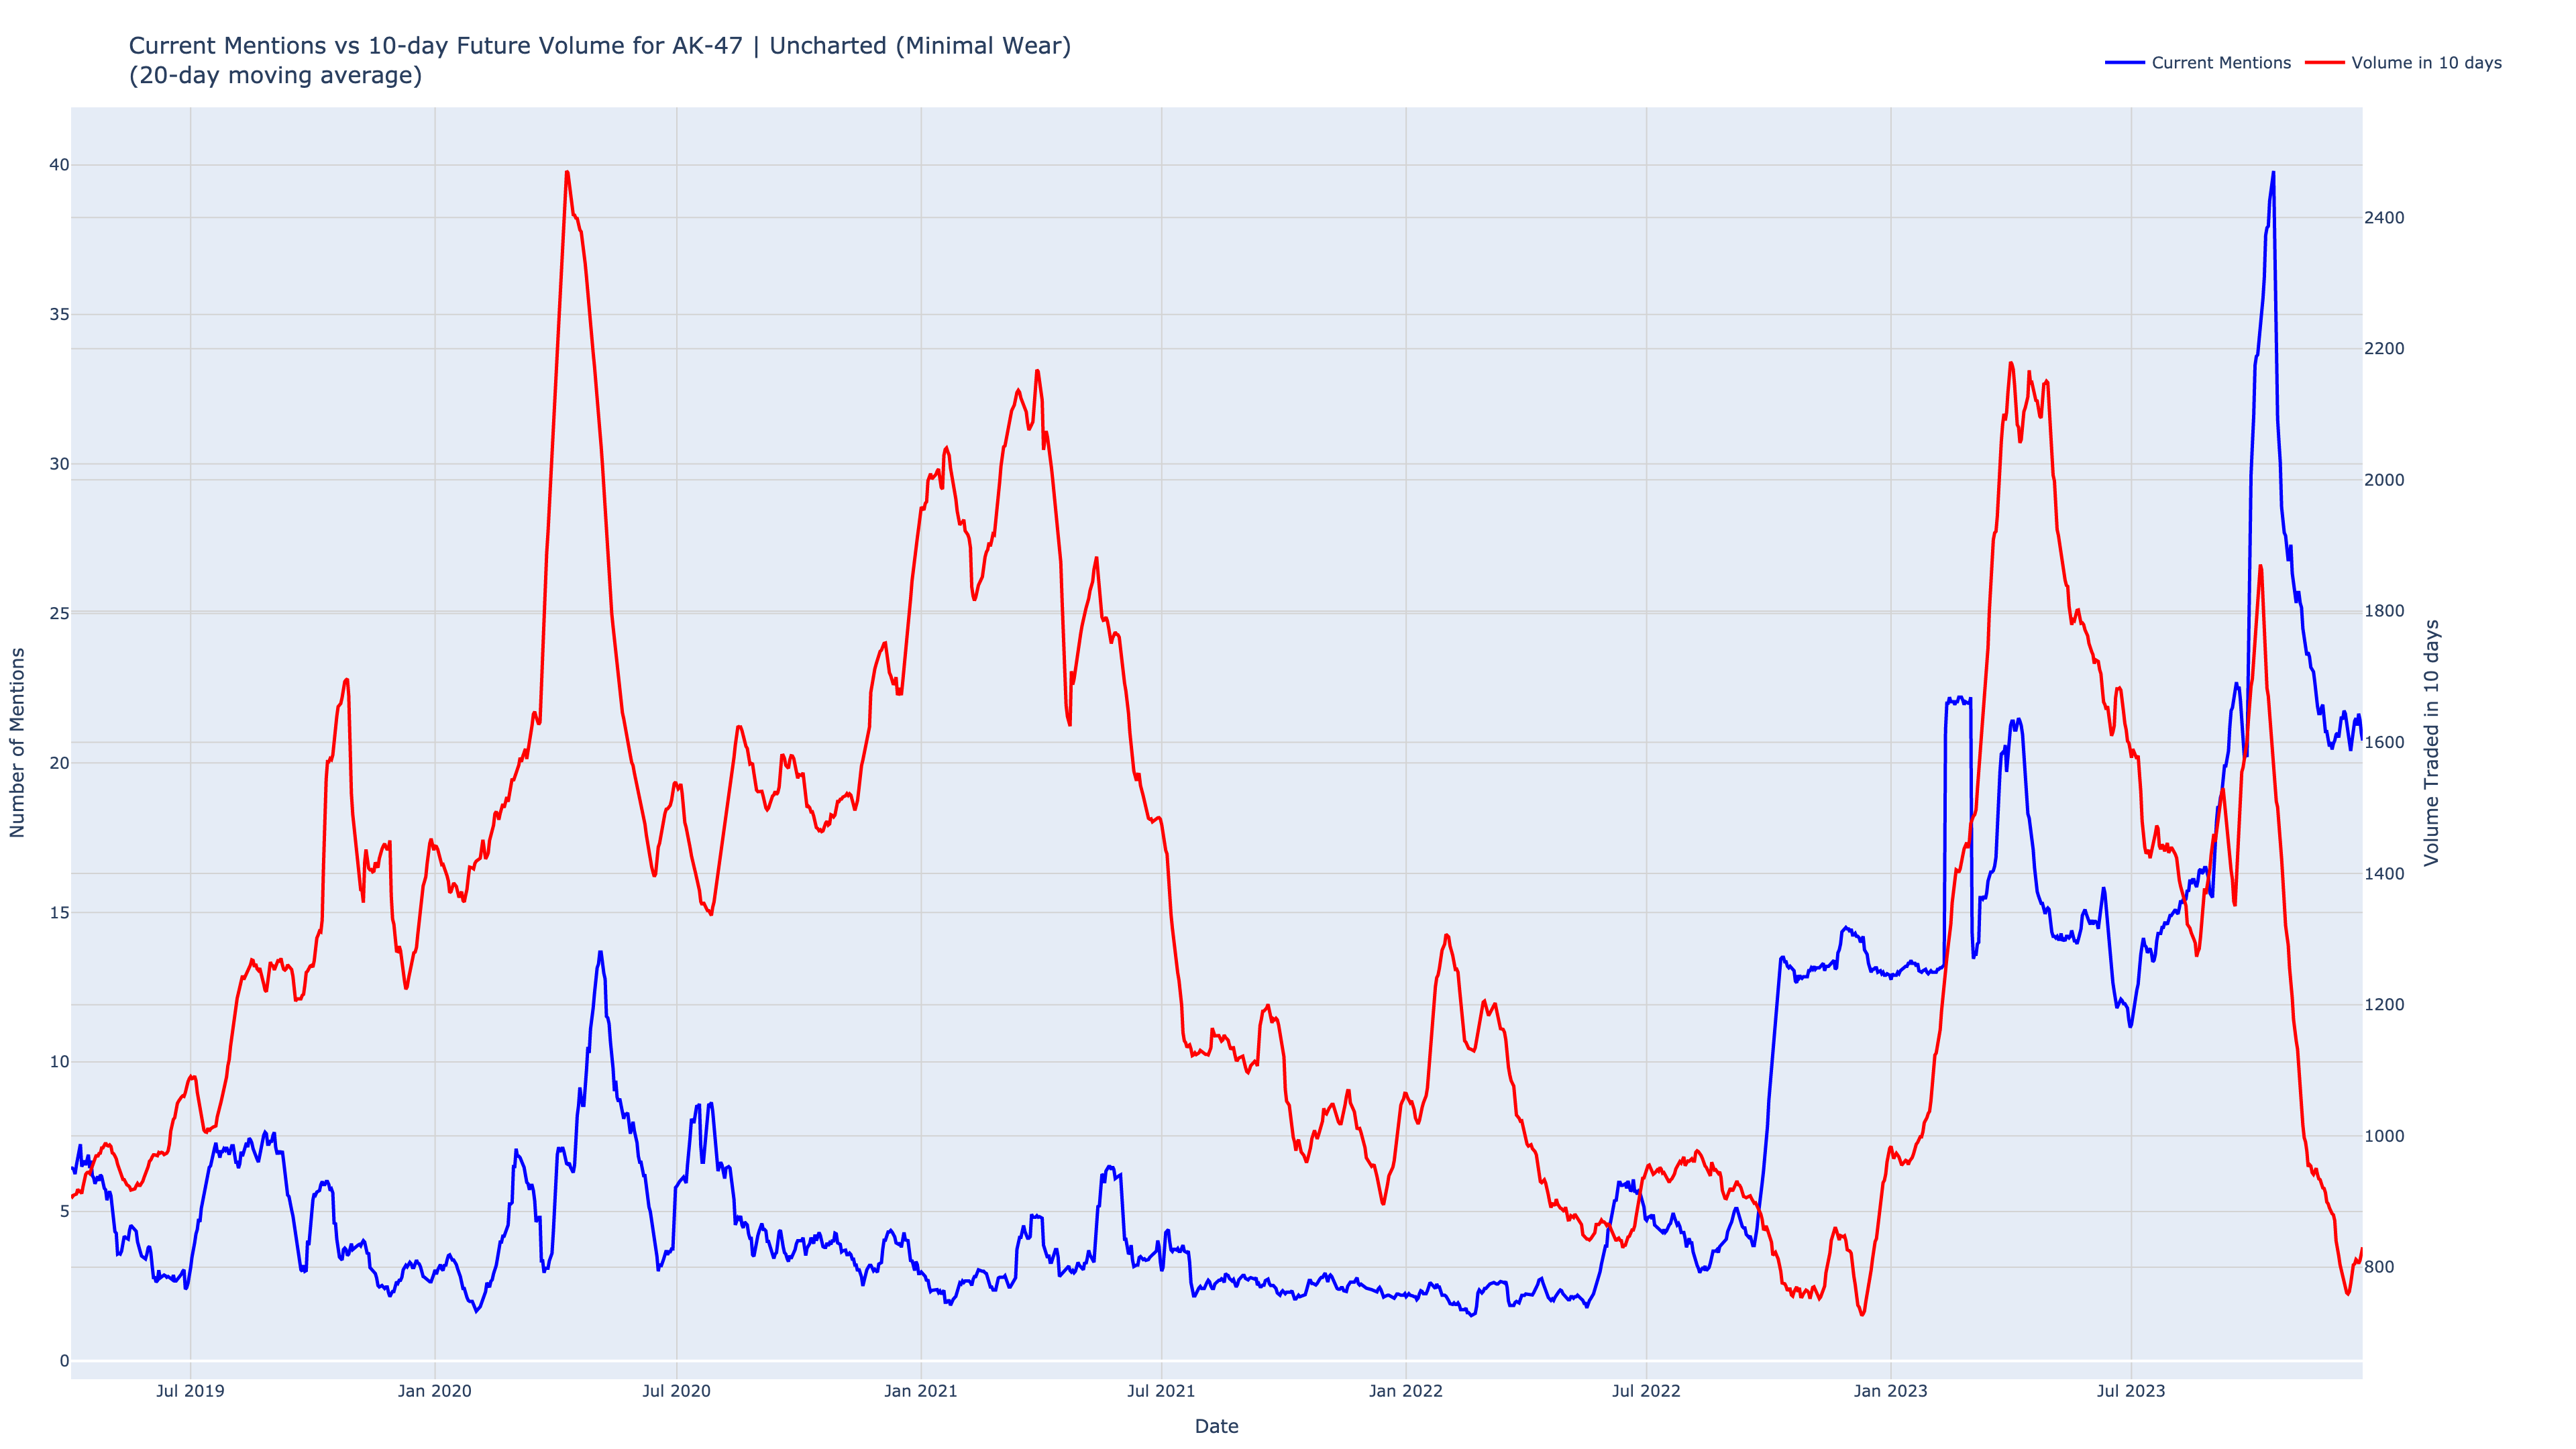 Current Mentions vs 10-day Future Volume for AK-47 | Uncharted (Minimal Wear)
(20-day moving average)
Current Mentions
Volume in 10 days
40
35
30
25
20
15
10
5
0
Number of Mentions
2400
2200
2000
1800
1600
1400
1200
1000
800
Volume Traded in 10 days
Jul 2019
Jan 2020
Jul 2020
Jan 2021
Jul 2021
Jan 2022
Jul 2022
Jan 2023
Jul 2023
Date